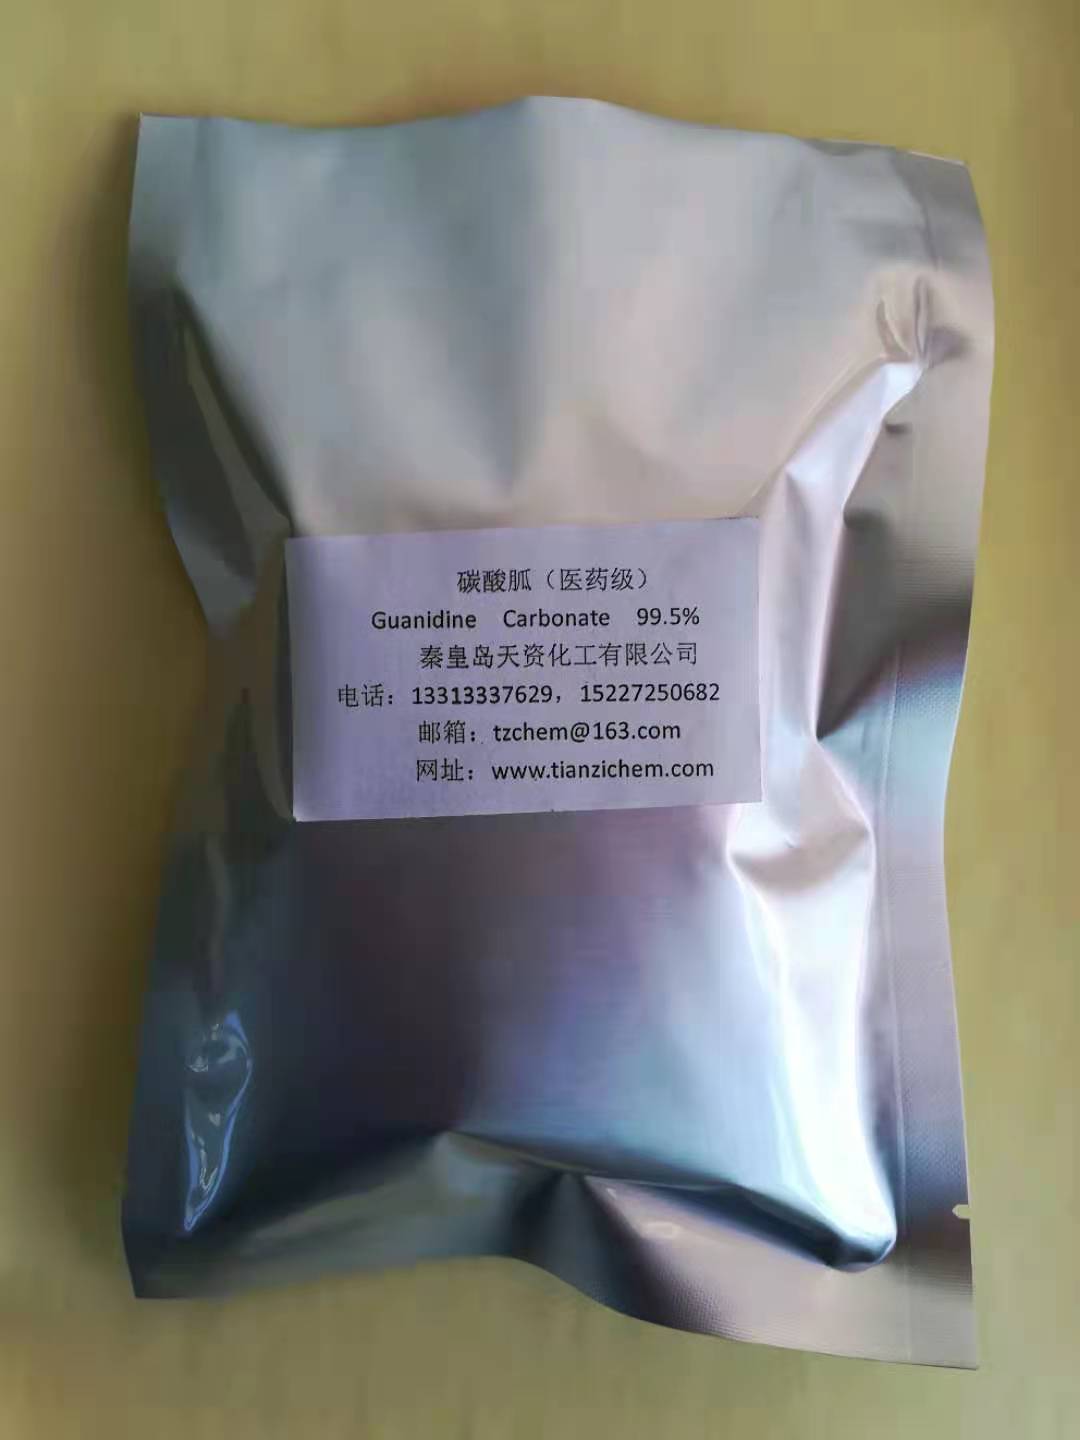 碳酸胍（医药级）
Guanidine Carbonate 99.5%
秦皇岛天资化工有限公司
电话：13313337629，15227250682
邮箱：tzchem@163.com
网址：www.tianzichem.com